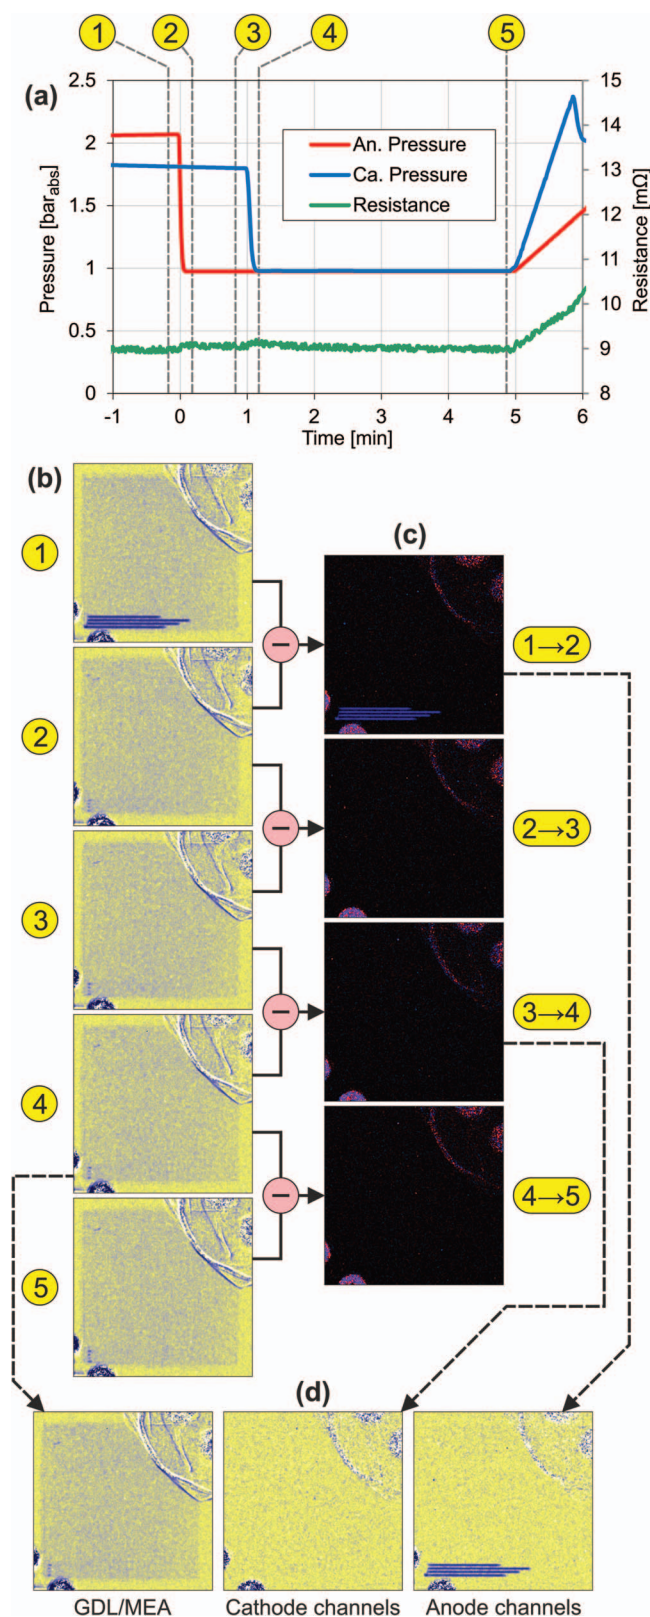 1 2 3 4 5
(a)
2.5
2
1.5
1
0.5
0
Pressure [bar_abs.]
An. Pressure
Ca. Pressure
Resistance
15
14
13
12
11
10
9
8
Resistance [mΩ]
-1 0 1 2 3 4 5 6
Time [min]
(b)
1
(c)
1→2
2
2→3
3
3→4
4
4→5
5
(d)
GDL/MEA Cathode channels Anode channels